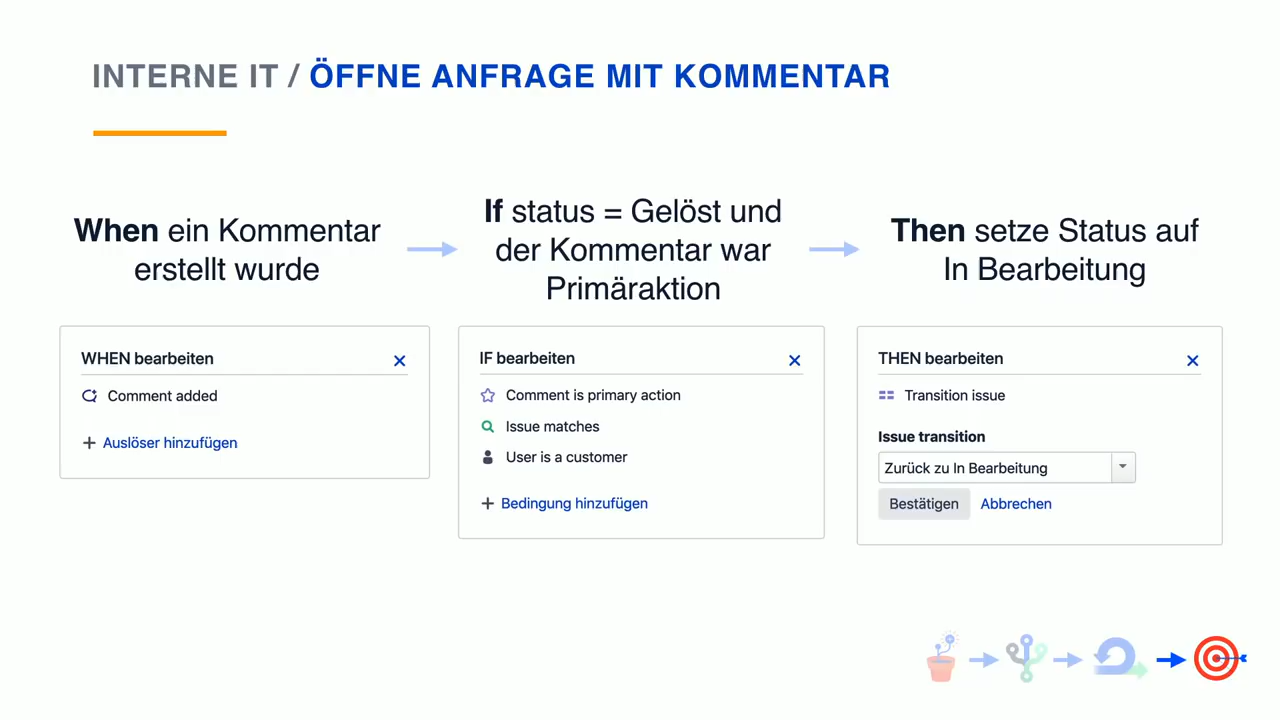 INTERNE IT / ÖFFNE ANFRAGE MIT KOMMENTAR
When ein Kommentar
erstellt wurde
If status = Gelöst und
der Kommentar war
Primäraktion
Then setze Status auf
In Bearbeitung
WHEN bearbeiten
Comment added
Auslöser hinzufügen
IF bearbeiten
Comment is primary action
Issue matches
User is a customer
Bedingung hinzufügen
THEN bearbeiten
Transition issue
Issue transition
Zurück zu In Bearbeitung
Bestätigen Abbrechen